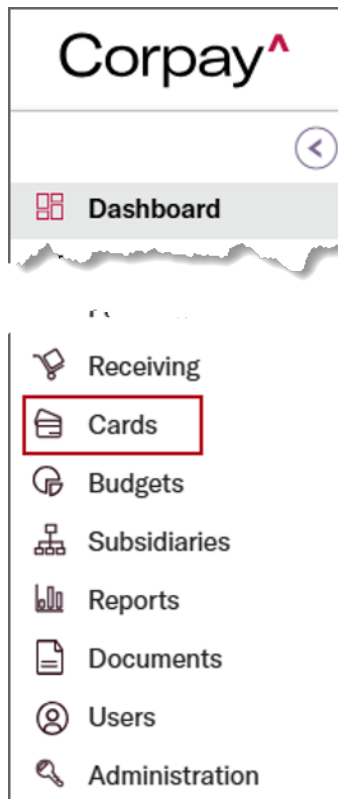 Corpay^
Dashboard
Receiving
Cards
Budgets
Subsidiaries
Reports
Documents
Users
Administration